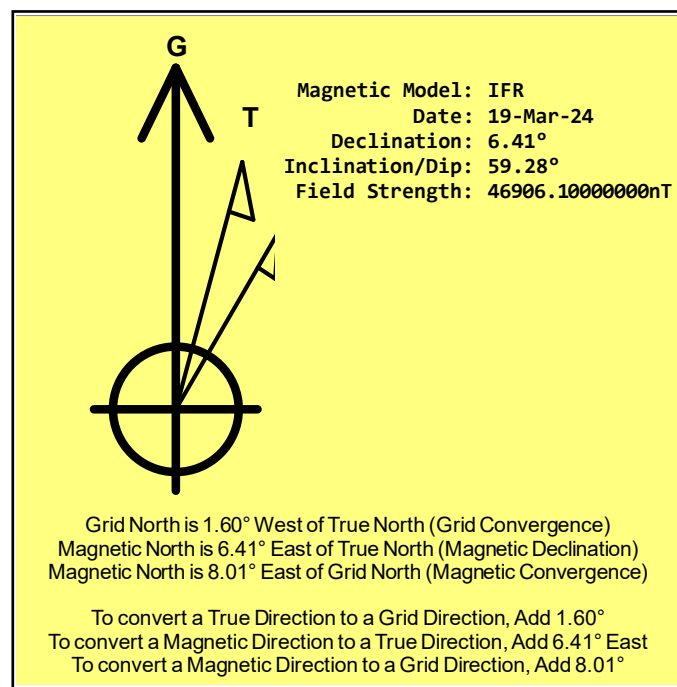 G
T
Magnetic Model: IFR
Date: 19-Mar-24
Declination: 6.41°
Inclination/Dip: 59.28°
Field Strength: 46906.10000000nT
Grid North is 1.60° West of True North (Grid Convergence)
Magnetic North is 6.41° East of True North (Magnetic Declination)
Magnetic North is 8.01° East of Grid North (Magnetic Convergence)
To convert a True Direction to a Grid Direction, Add 1.60°
To convert a Magnetic Direction to a True Direction, Add 6.41° East
To convert a Magnetic Direction to a Grid Direction, Add 8.01°